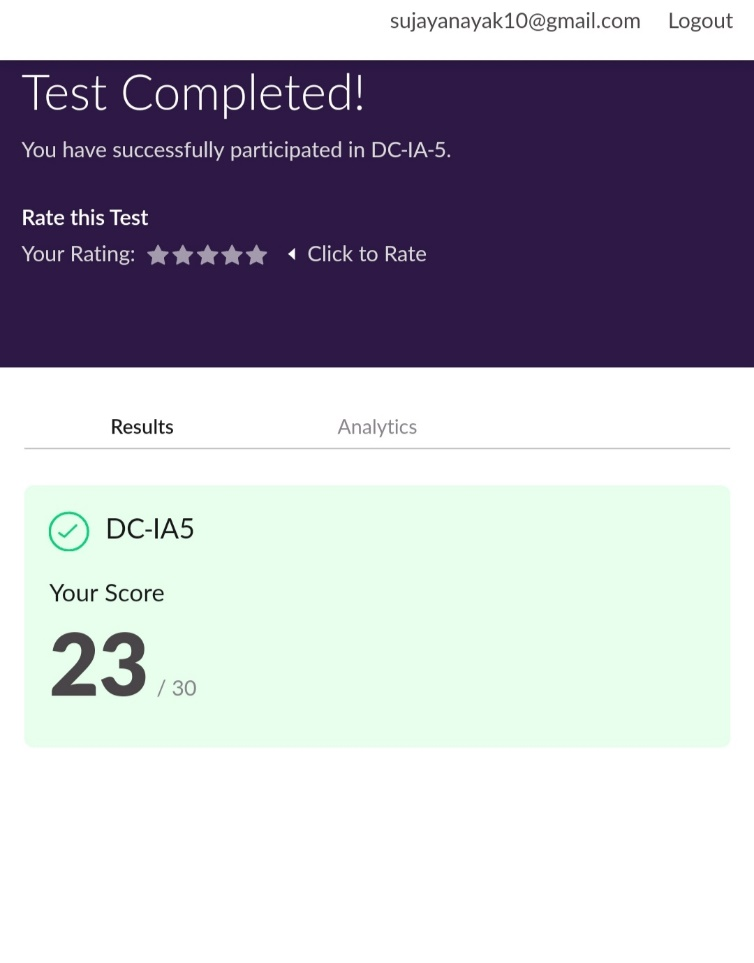 sujayanayak10@gmail.com Logout
Test Completed!
You have successfully participated in DC-IA-5.
Rate this Test
Your Rating: Click to Rate
Results Analytics
DC-IA5
Your Score
23 / 30